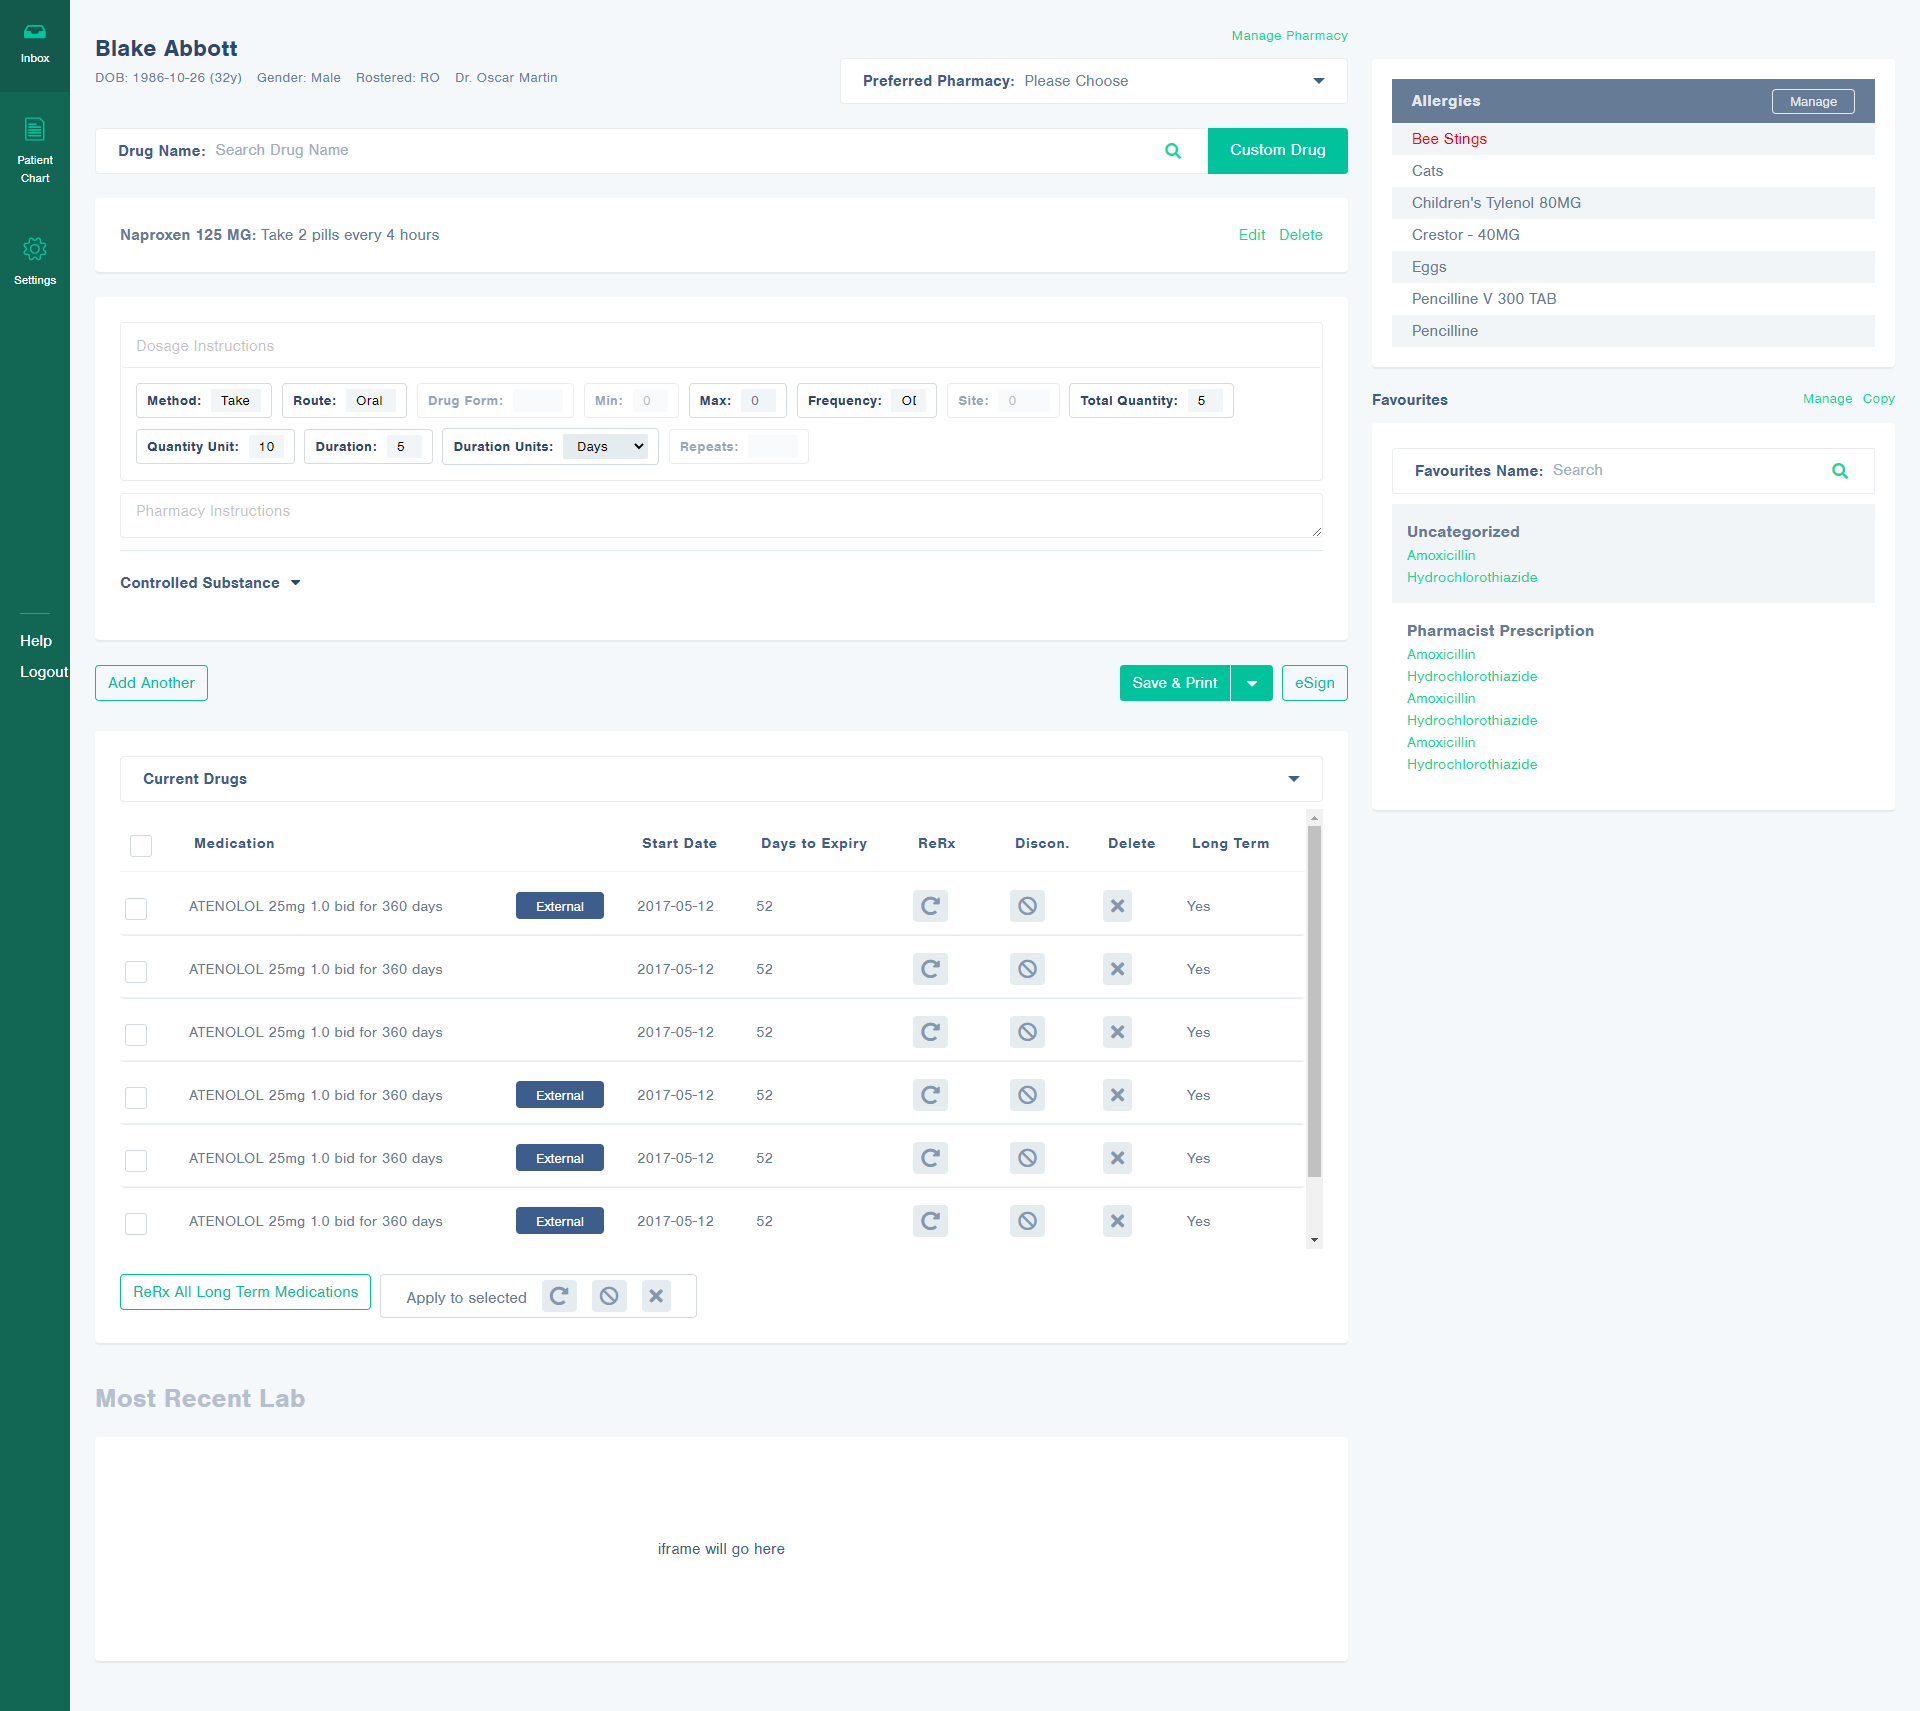 Inbox
Patient
Chart
Settings
Help
Logout
Blake Abbott
DOB: 1986-10-26 (32y) Gender: Male Rostered: RO Dr. Oscar Martin
Manage Pharmacy
Preferred Pharmacy: Please Choose
Drug Name: Search Drug Name
Custom Drug
Naproxen 125 MG: Take 2 pills every 4 hours
Edit Delete
Dosage Instructions
Method: Take Route: Oral Drug Form: Min: 0 Max: 0 Frequency: Site: 0 Total Quantity: 5
Quantity Unit: 10 Duration: 5 Duration Units: Days Repeats:
Pharmacy Instructions
Controlled Substance
Add Another
Save & Print
eSign
Current Drugs
Medication Start Date Days to Expiry ReRx Discon. Delete Long Term
ATENOLOL 25mg 1.0 bid for 360 days External 2017-05-12 52 Yes
ATENOLOL 25mg 1.0 bid for 360 days 2017-05-12 52 Yes
ATENOLOL 25mg 1.0 bid for 360 days 2017-05-12 52 Yes
ATENOLOL 25mg 1.0 bid for 360 days External 2017-05-12 52 Yes
ATENOLOL 25mg 1.0 bid for 360 days External 2017-05-12 52 Yes
ATENOLOL 25mg 1.0 bid for 360 days External 2017-05-12 52 Yes
ReRx All Long Term Medications
Apply to selected
Most Recent Lab
iframe will go here
Allergies
Manage
Bee Stings
Cats
Children's Tylenol 80MG
Crestor - 40MG
Eggs
Pencilline V 300 TAB
Pencilline
Favourites
Manage Copy
Favourites Name: Search
Uncategorized
Amoxicillin
Hydrochlorothiazide
Pharmacist Prescription
Amoxicillin
Hydrochlorothiazide
Amoxicillin
Hydrochlorothiazide
Amoxicillin
Hydrochlorothiazide